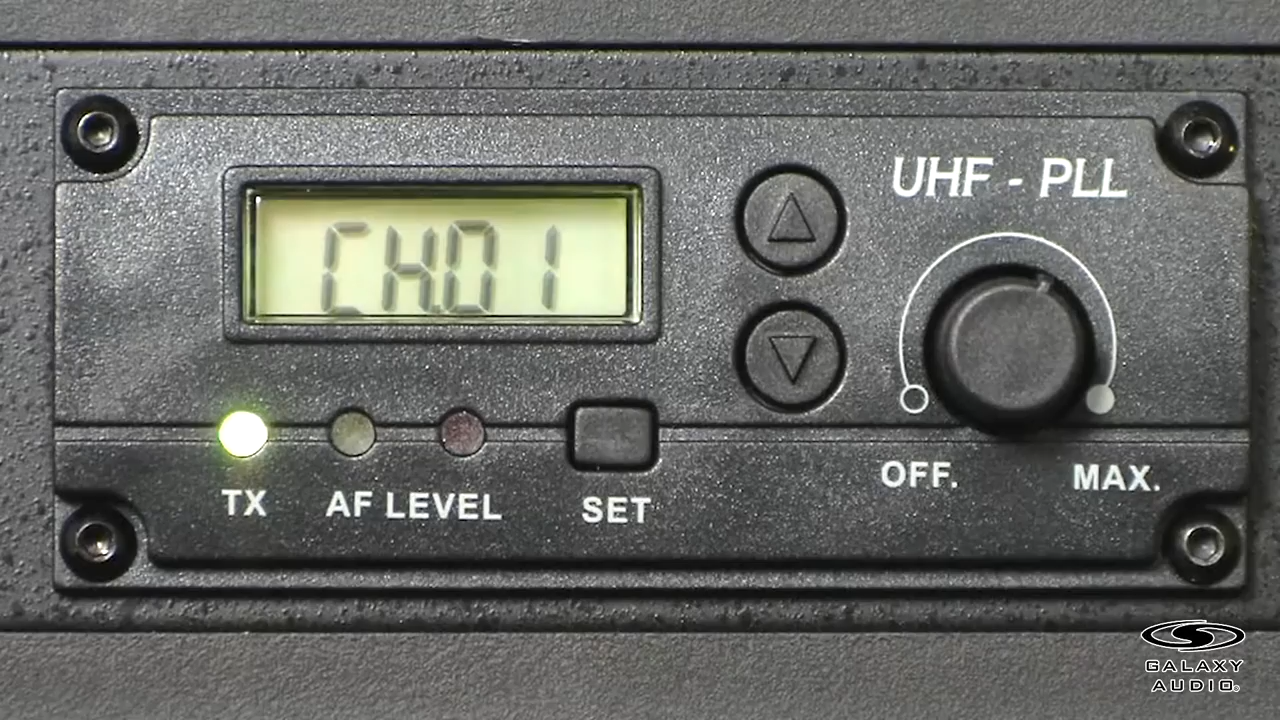 UHF - PLL
CH.01
OFF.
MAX.
TX
AF LEVEL
SET
GALAXY
AUDIO®